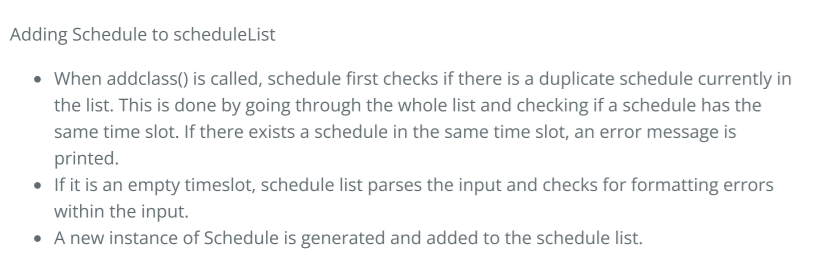 Adding Schedule to scheduleList
• When addclass() is called, schedule first checks if there is a duplicate schedule currently in
the list. This is done by going through the whole list and checking if a schedule has the
same time slot. If there exists a schedule in the same time slot, an error message is
printed.
• If it is an empty timeslot, schedule list parses the input and checks for formatting errors
within the input.
• A new instance of Schedule is generated and added to the schedule list.